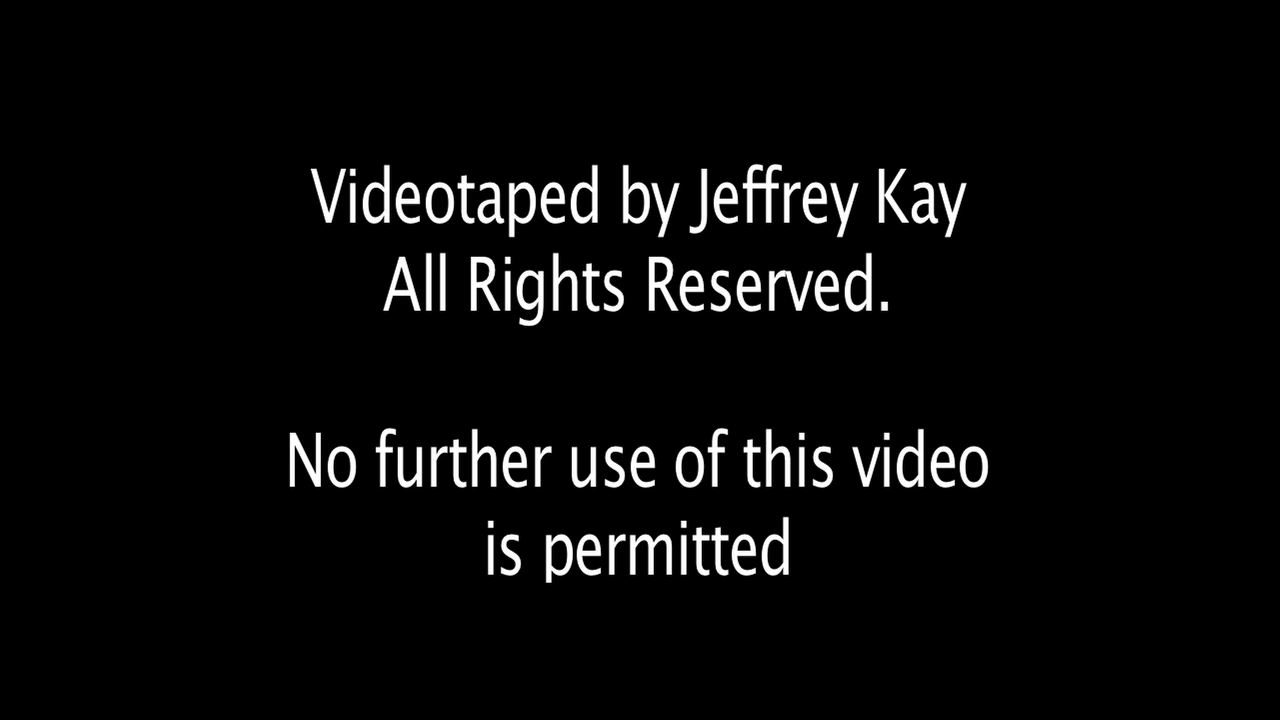 Videotaped by Jeffrey Kay
All Rights Reserved.
No further use of this video
is permitted